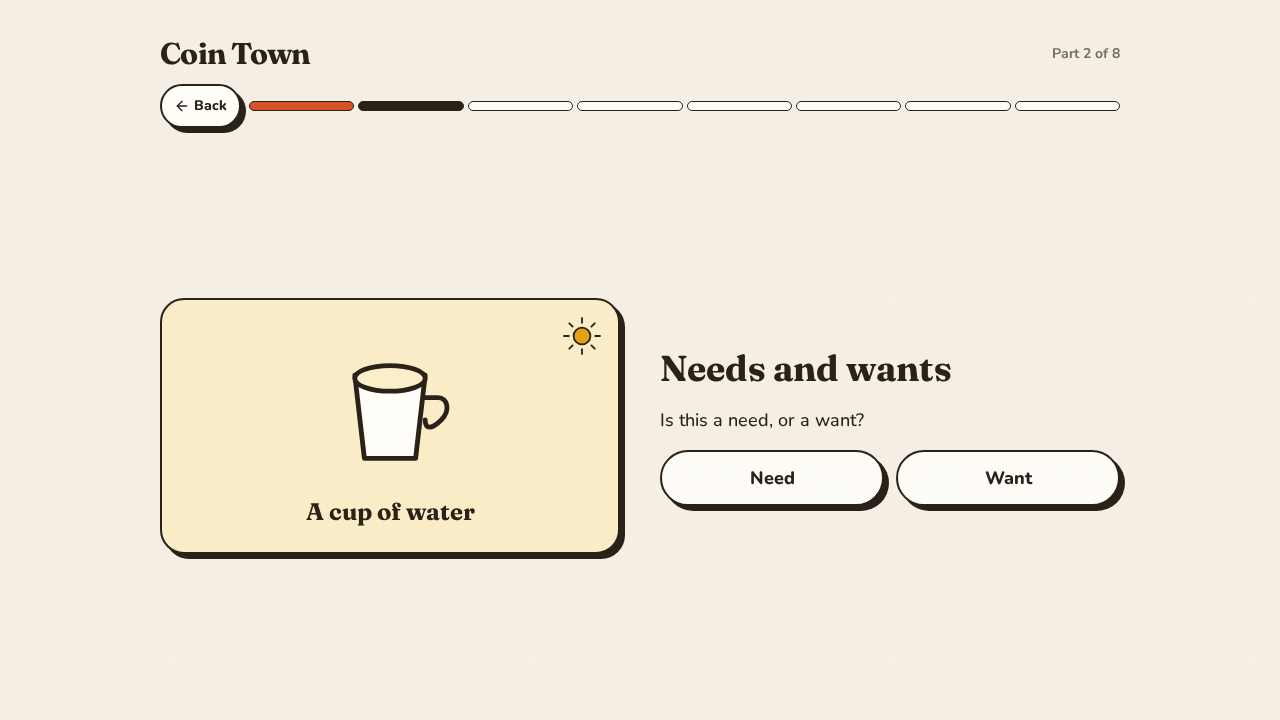 Coin Town
Part 2 of 8
Back
A cup of water
Needs and wants
Is this a need, or a want?
Need
Want